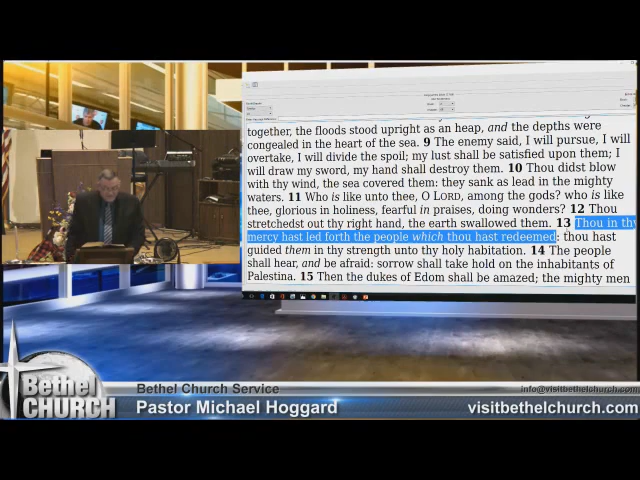 together, the floods stood upright as an heap, and the depths were
congealed in the heart of the sea. 9 The enemy said, I will pursue, I will
overtake, I will divide the spoil; my lust shall be satisfied upon them; I
will draw my sword, my hand shall destroy them. 10 Thou didst blow
with thy wind, the sea covered them: they sank as lead in the mighty
waters. 11 Who is like unto thee, O LORD, among the gods? who is like
thee, glorious in holiness, fearful in praises, doing wonders? 12 Thou
stretchedst out thy right hand, the earth swallowed them. 13 Thou in thy
mercy hast led forth the people which thou hast redeemed: thou hast
guided them in thy strength unto thy holy habitation. 14 The people
shall hear, and be afraid: sorrow shall take hold on the inhabitants of
Palestina. 15 Then the dukes of Edom shall be amazed; the mighty men
Bethel
CHURCH
Bethel Church Service
info@visitbethelchurch.com
Pastor Michael Hoggard
visitbethelchurch.com